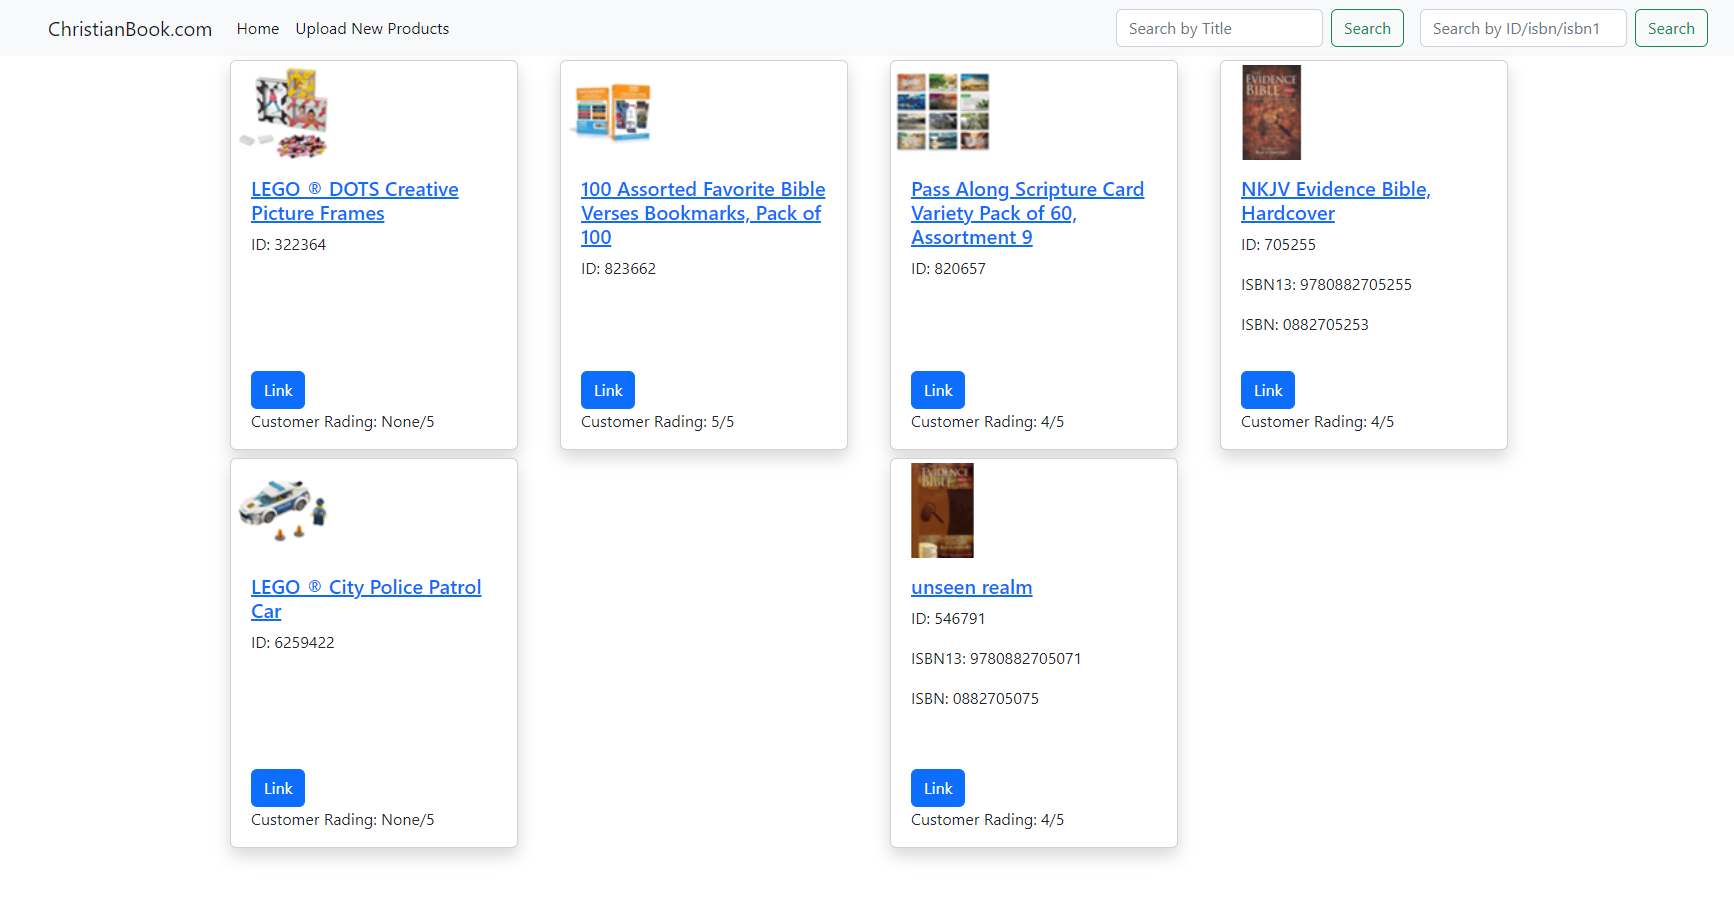 ChristianBook.com Home Upload New Products Search by Title Search Search by ID/isbn/isbn1 Search
LEGO ® DOTS Creative
Picture Frames
ID: 322364
Link
Customer Rading: None/5
100 Assorted Favorite Bible
Verses Bookmarks, Pack of
100
ID: 823662
Link
Customer Rading: 5/5
Pass Along Scripture Card
Variety Pack of 60,
Assortment 9
ID: 820657
Link
Customer Rading: 4/5
EVIDENCE
BIBLE
NKJV Evidence Bible,
Hardcover
ID: 705255
ISBN13: 9780882705255
ISBN: 0882705253
Link
Customer Rading: 4/5
LEGO ® City Police Patrol
Car
ID: 6259422
Link
Customer Rading: None/5
EVIDENCE
BIBLE
unseen realm
ID: 546791
ISBN13: 9780882705071
ISBN: 0882705075
Link
Customer Rading: 4/5